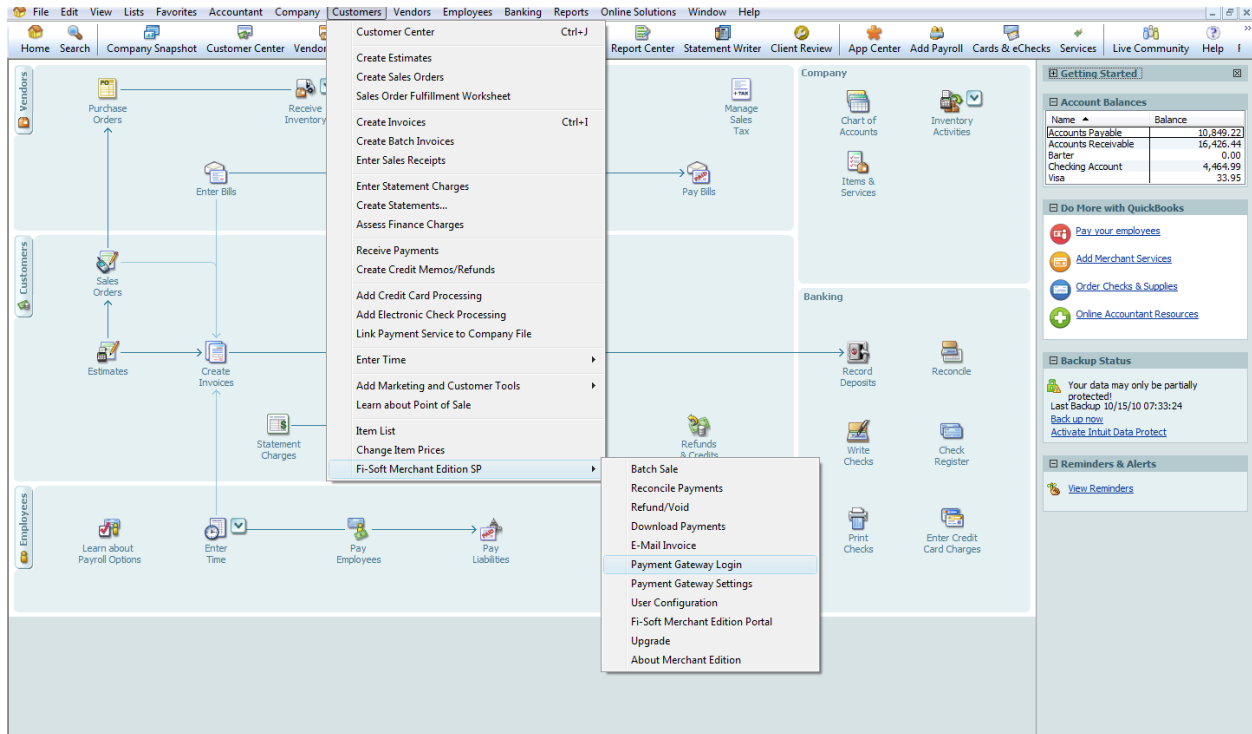 File Edit View Lists Favorites Accountant Company Customers Vendors Employees Banking Reports Online Solutions Window Help
Home Search Company Snapshot Customer Center Report Center Statement Writer Client Review App Center Add Payroll Cards & eChecks Services Live Community Help
Customer Center Ctrl+J
Create Estimates
Create Sales Orders
Sales Order Fulfillment Worksheet
Create Invoices Ctrl+I
Create Batch Invoices
Enter Sales Receipts
Enter Statement Charges
Create Statements...
Assess Finance Charges
Receive Payments
Create Credit Memos/Refunds
Add Credit Card Processing
Add Electronic Check Processing
Link Payment Service to Company File
Enter Time
Add Marketing and Customer Tools
Learn about Point of Sale
Item List
Change Item Prices
Fi-Soft Merchant Edition SP
Batch Sale
Reconcile Payments
Refund/Void
Download Payments
E-Mail Invoice
Payment Gateway Login
Payment Gateway Settings
User Configuration
Fi-Soft Merchant Edition Portal
Upgrade
About Merchant Edition
Vendors
Purchase
Orders
Receive
Inventory
Enter Bills
Manage
Sales
Tax
Pay Bills
Customers
Sales
Orders
Estimates
Create
Invoices
Statement
Charges
Refunds
& Credits
Employees
Learn about
Payroll Options
Enter
Time
Pay
Employees
Pay
Liabilities
Company
Chart of
Accounts
Inventory
Activities
Items &
Services
Banking
Record
Deposits
Reconcile
Write
Checks
Check
Register
Print
Checks
Enter Credit
Card Charges
Getting Started
Account Balances
Name Balance
Accounts Payable 10,849.22
Accounts Receivable 16,426.44
Barter 0.00
Checking Account 4,464.99
Visa 33.95
Do More with QuickBooks
Pay your employees
Add Merchant Services
Order Checks & Supplies
Online Accountant Resources
Backup Status
Your data may only be partially
protected!
Last Backup 10/15/10 07:33:24
Back up now
Activate Intuit Data Protect
Reminders & Alerts
View Reminders